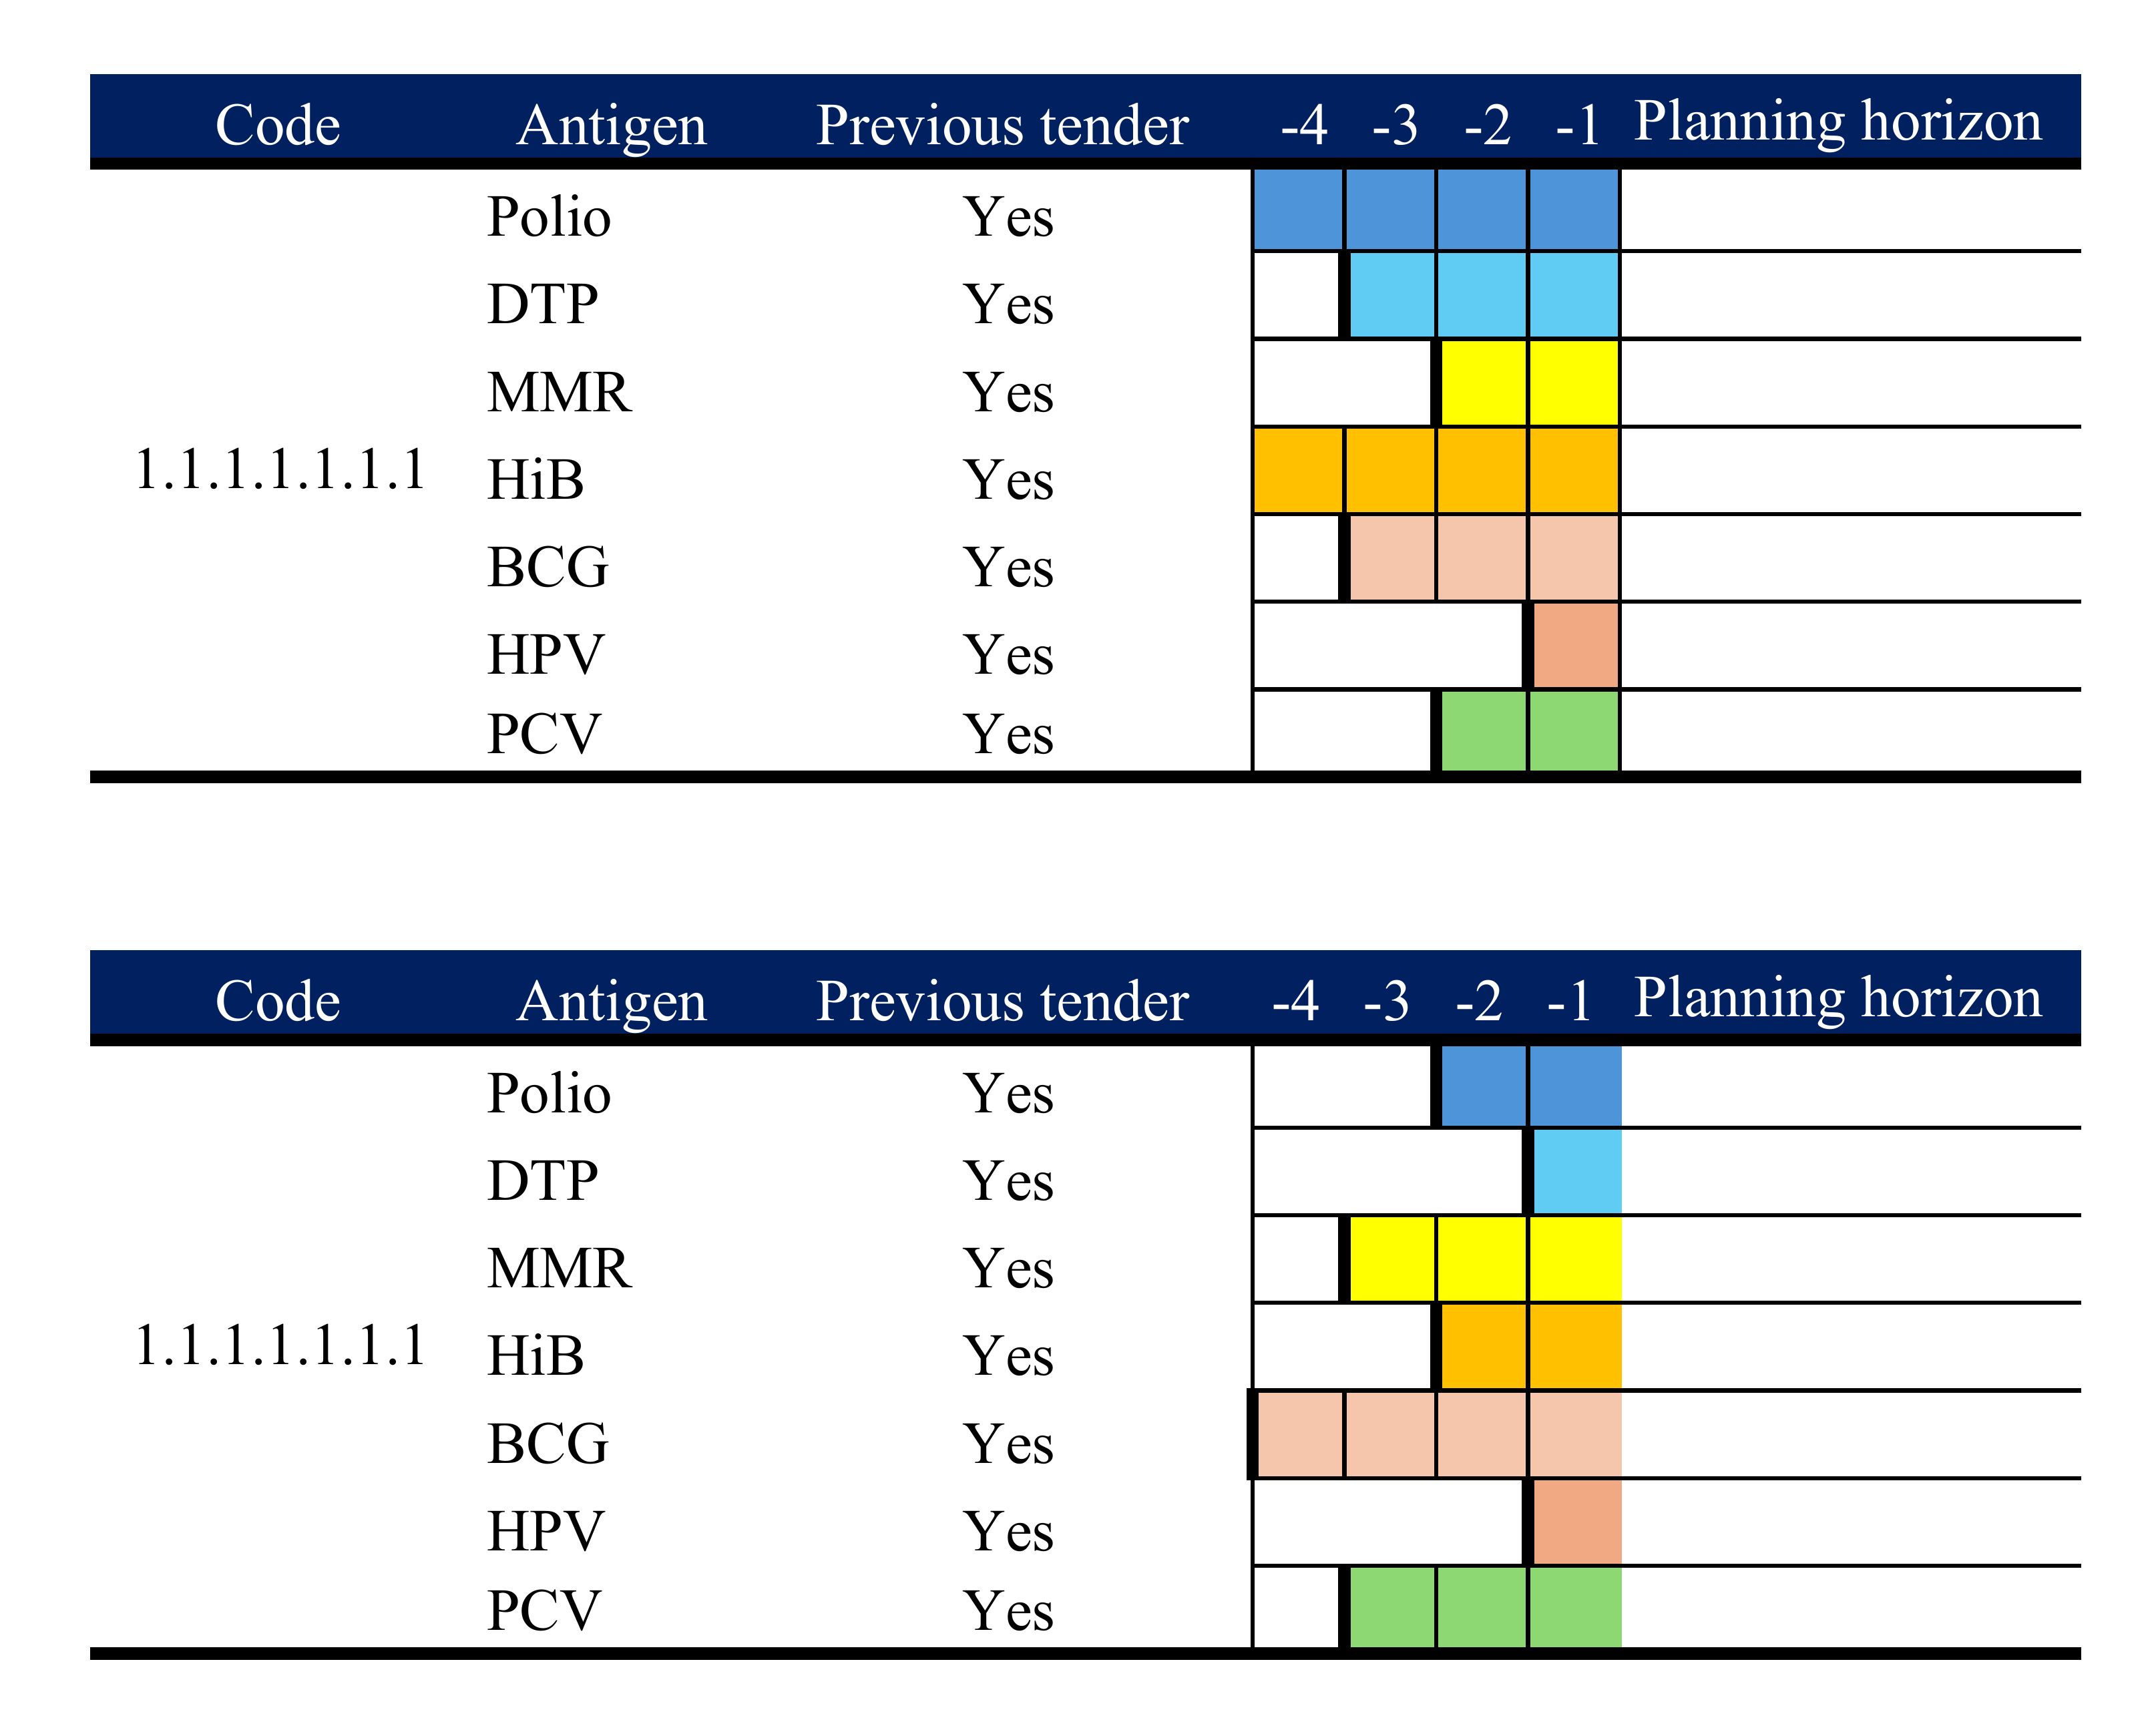 Code Antigen Previous tender -4 -3 -2 -1 Planning horizon
Polio Yes
DTP Yes
MMR Yes
1.1.1.1.1.1.1 HiB Yes
BCG Yes
HPV Yes
PCV Yes
Code Antigen Previous tender -4 -3 -2 -1 Planning horizon
Polio Yes
DTP Yes
MMR Yes
1.1.1.1.1.1.1 HiB Yes
BCG Yes
HPV Yes
PCV Yes